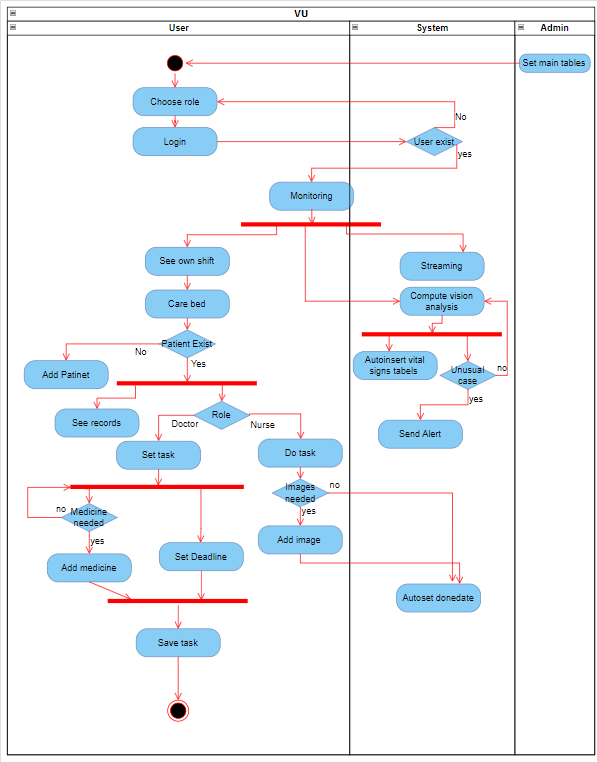 VU
User
System
Admin
Set main tables
Choose role
No
Login
User exist
yes
Monitoring
See own shift
Streaming
Care bed
Compute vision
analysis
Patient Exist
No
Yes
Autoinsert vital
signs tabels
Unusual
case
no
yes
Add Patinet
See records
Role
Doctor
Nurse
Send Alert
Set task
Do task
Images
needed
no
yes
Medicine
needed
no
yes
Add image
Set Deadline
Add medicine
Autoset donedate
Save task